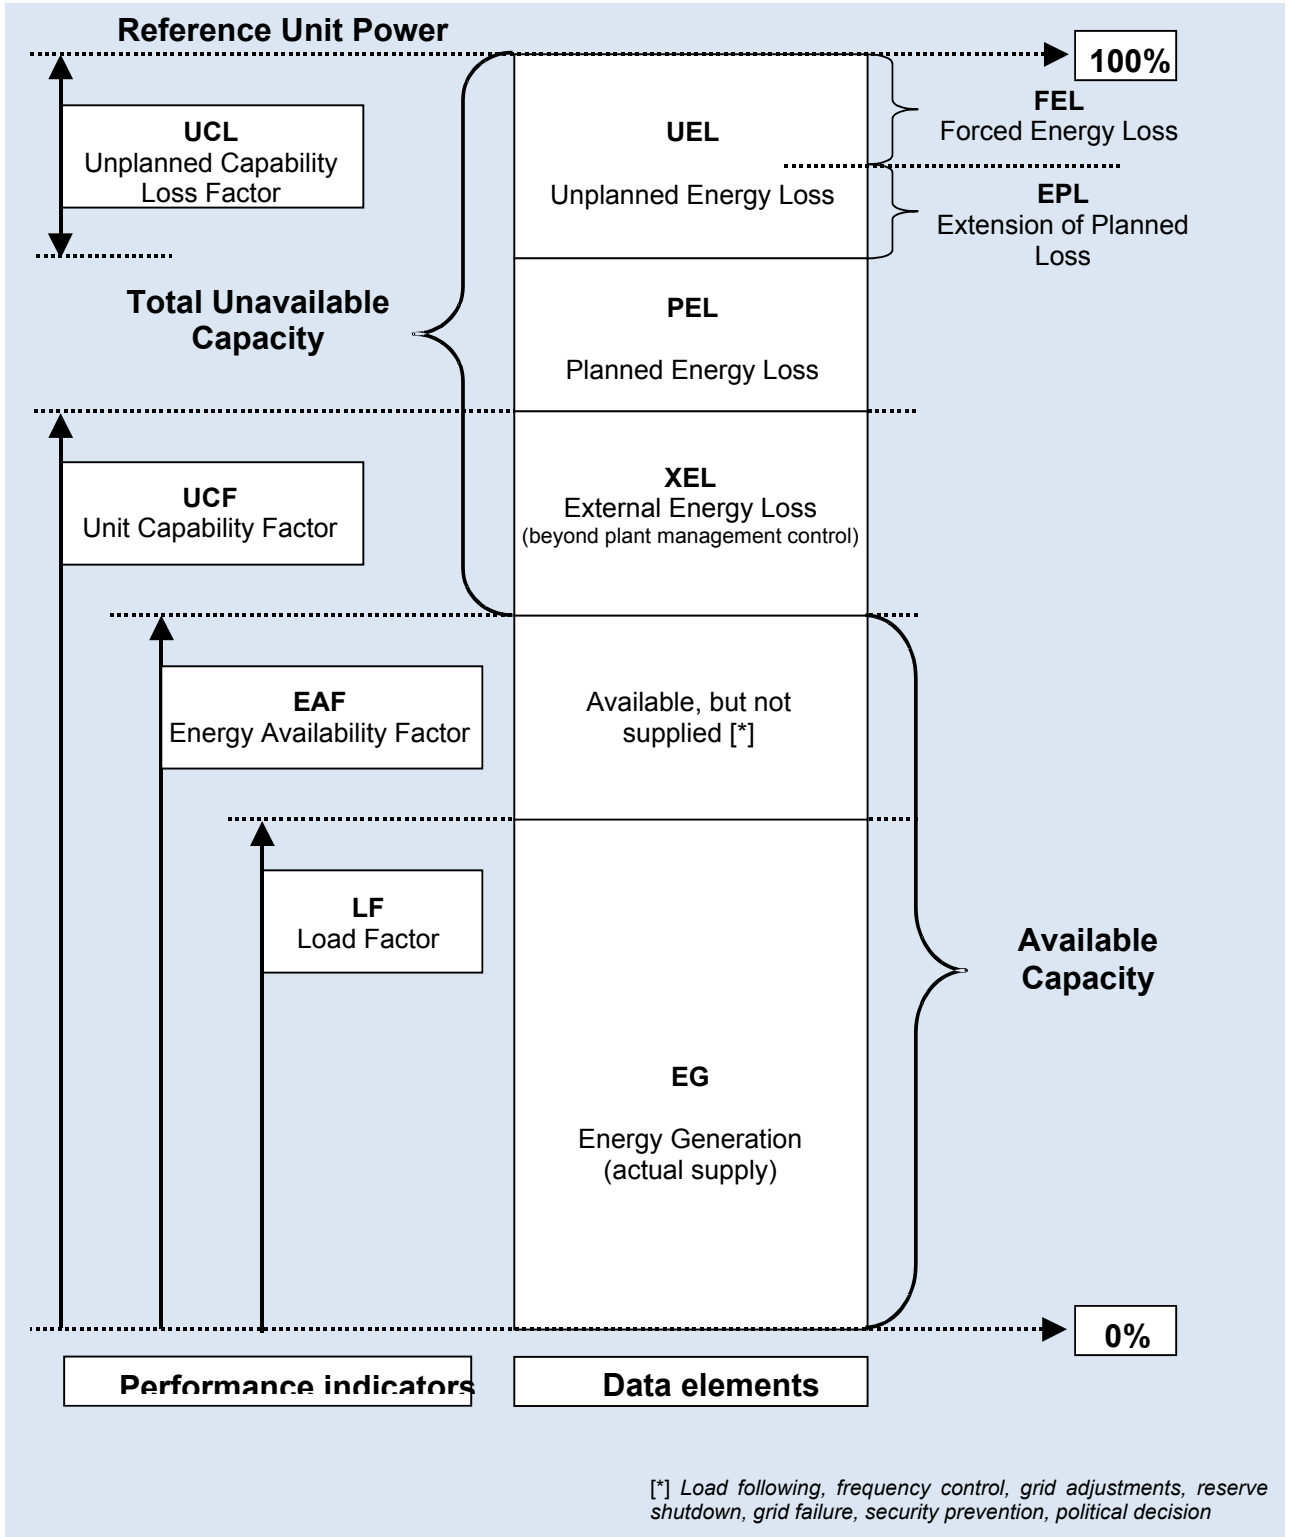 Reference Unit Power
100%
UCL
Unplanned Capability
Loss Factor
UEL
Unplanned Energy Loss
FEL
Forced Energy Loss
EPL
Extension of Planned
Loss
Total Unavailable
Capacity
PEL
Planned Energy Loss
UCF
Unit Capability Factor
XEL
External Energy Loss
(beyond plant management control)
EAF
Energy Availability Factor
Available, but not
supplied [*]
LF
Load Factor
Available
Capacity
EG
Energy Generation
(actual supply)
0%
Performance indicators
Data elements
[*] Load following, frequency control, grid adjustments, reserve
shutdown, grid failure, security prevention, political decision